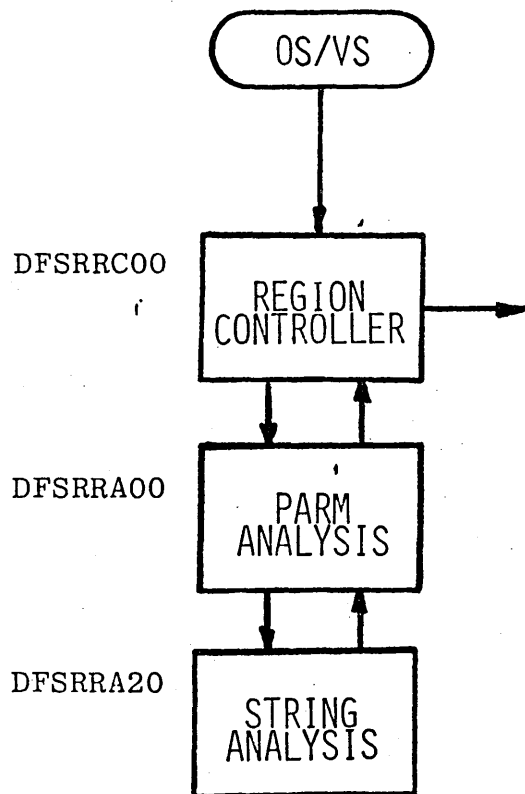 OS/VS
DFSRRC00
REGION
CONTROLLER
DFSRRA00
PARM
ANALYSIS
DFSRRA20
STRING
ANALYSIS